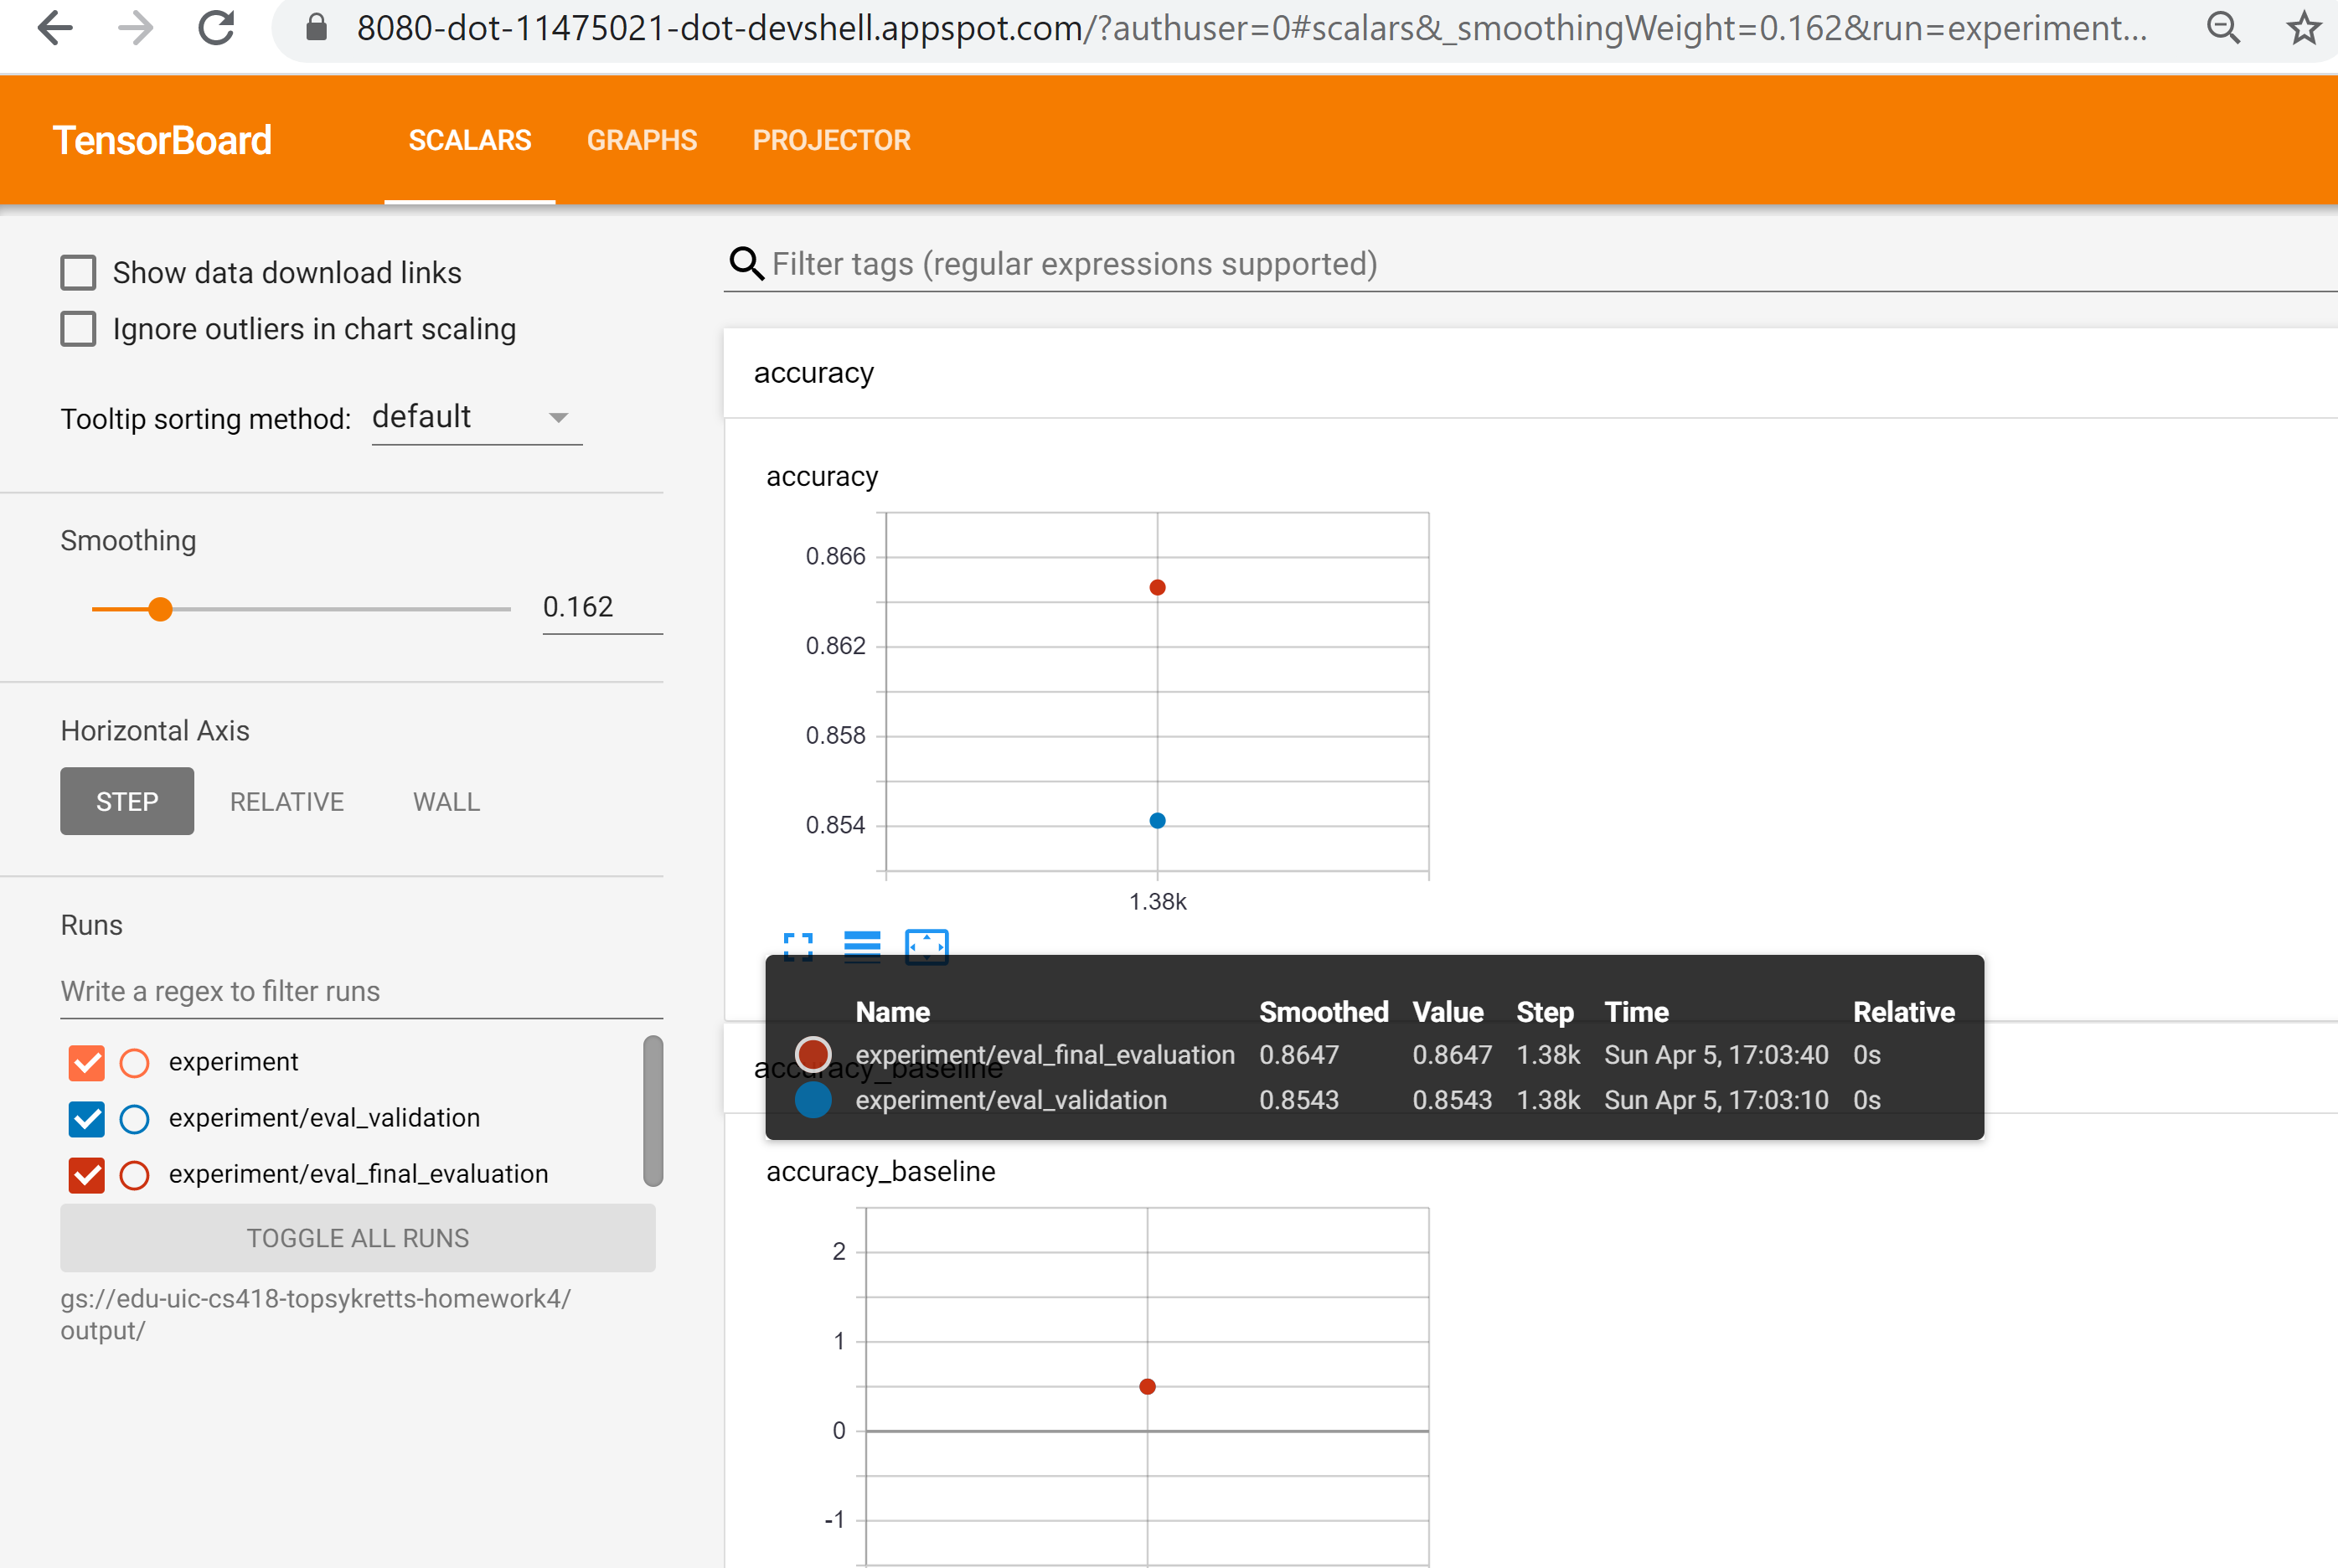 8080-dot-11475021-dot-devshell.appspot.com/?authuser=0#scalars&_smoothingWeight=0.162&run=experiment...
TensorBoard SCALARS GRAPHS PROJECTOR
Show data download links
Ignore outliers in chart scaling
Tooltip sorting method: default
Smoothing
0.162
Horizontal Axis
STEP RELATIVE WALL
Runs
Write a regex to filter runs
experiment
experiment/eval_validation
experiment/eval_final_evaluation
TOGGLE ALL RUNS
gs://edu-uic-cs418-topsykretts-homework4/
output/
Filter tags (regular expressions supported)
accuracy
accuracy
0.866
0.862
0.858
0.854
1.38k
Name Smoothed Value Step Time Relative
experiment/eval_final_evaluation 0.8647 0.8647 1.38k Sun Apr 5, 17:03:40 0s
accuracy_baseline
experiment/eval_validation 0.8543 0.8543 1.38k Sun Apr 5, 17:03:10 0s
accuracy_baseline
2
1
0
-1